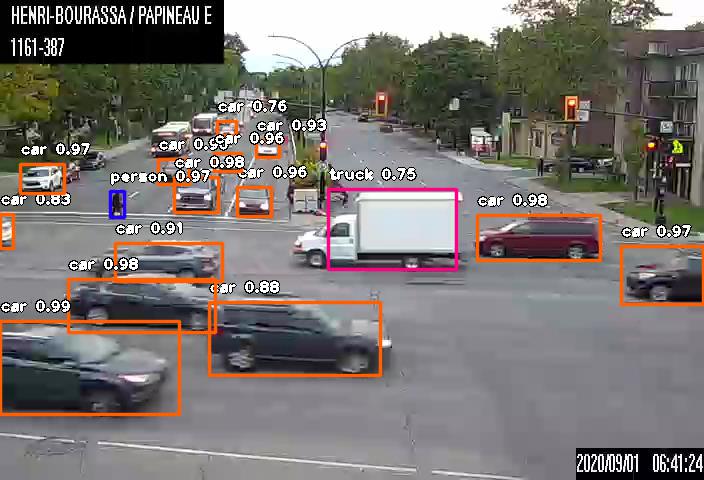 HENRI-BOURASSA / PAPINEAU E
1161-387
car 0.76
car 0.93
car 0.96
car 0.97
car 0.98
person 0.97
car 0.96
truck 0.75
car 0.83
car 0.98
car 0.91
car 0.97
car 0.98
car 0.88
car 0.99
2020/09/01 06:41:24